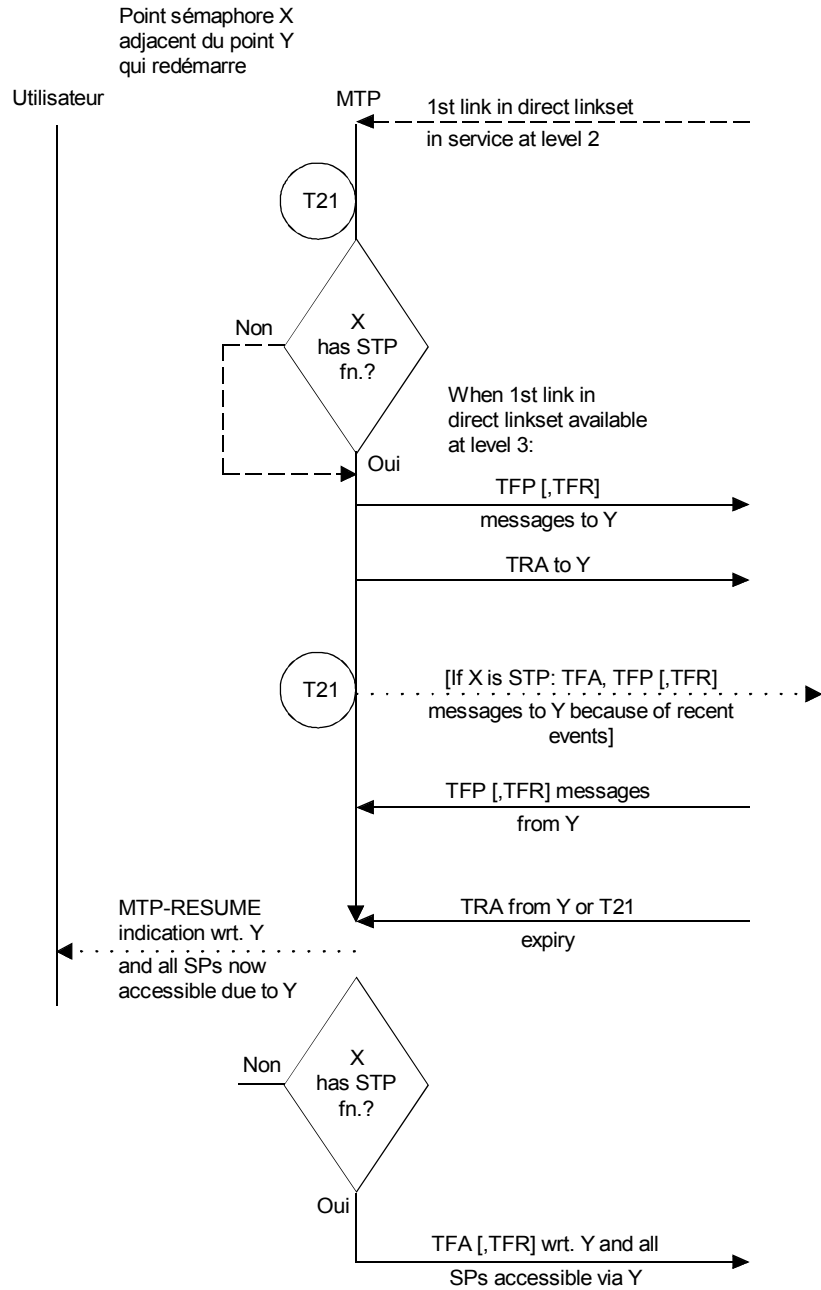 Point sémaphore X
adjacent du point Y
qui redémarre
Utilisateur
MTP
1st link in direct linkset
in service at level 2
T21
Non
X
has STP
fn.?
When 1st link in
direct linkset available
at level 3:
Oui
TFP [,TFR]
messages to Y
TRA to Y
T21
[If X is STP: TFA, TFP [,TFR]
messages to Y because of recent
events]
TFP [,TFR] messages
from Y
TRA from Y or T21
expiry
MTP-RESUME
indication wrt. Y
and all SPs now
accessible due to Y
Non
X
has STP
fn.?
Oui
TFA [,TFR] wrt. Y and all
SPs accessible via Y